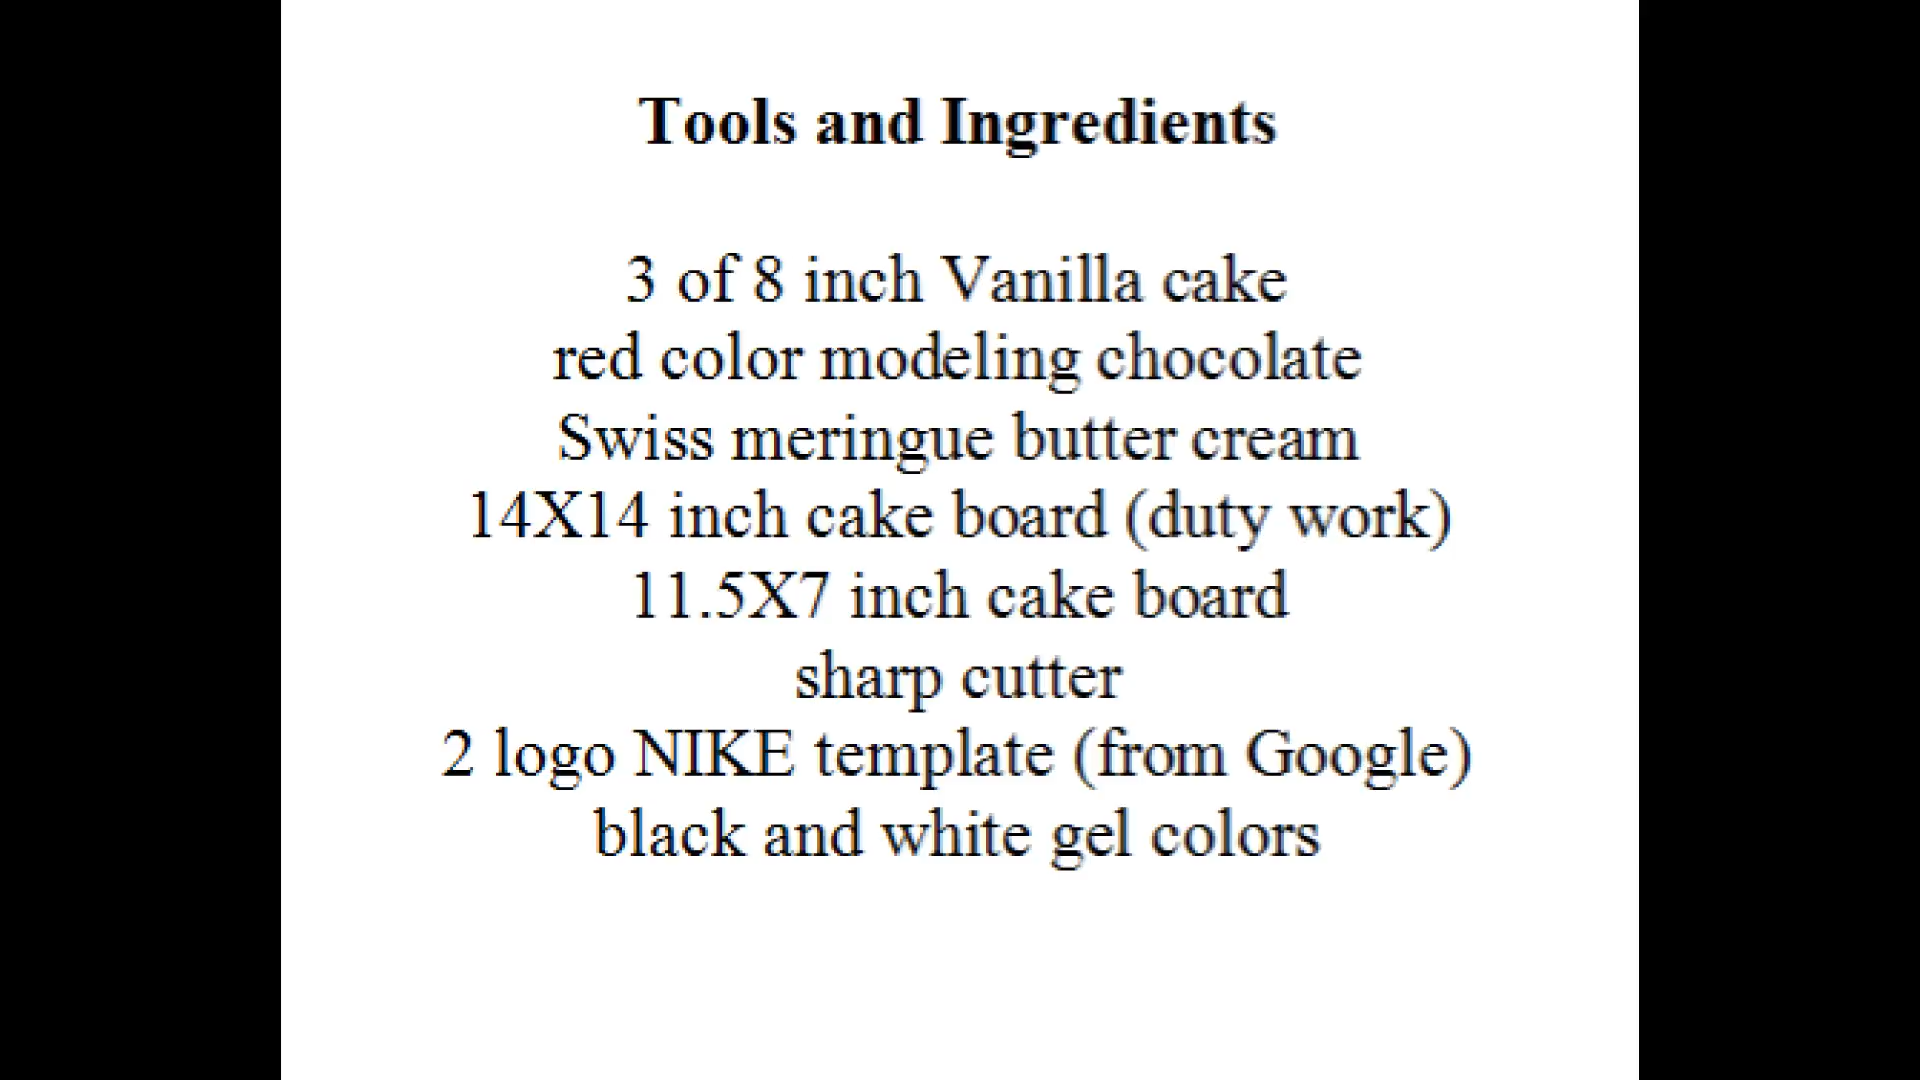 Tools and Ingredients
3 of 8 inch Vanilla cake
red color modeling chocolate
Swiss meringue butter cream
14X14 inch cake board (duty work)
11.5X7 inch cake board
sharp cutter
2 logo NIKE template (from Google)
black and white gel colors